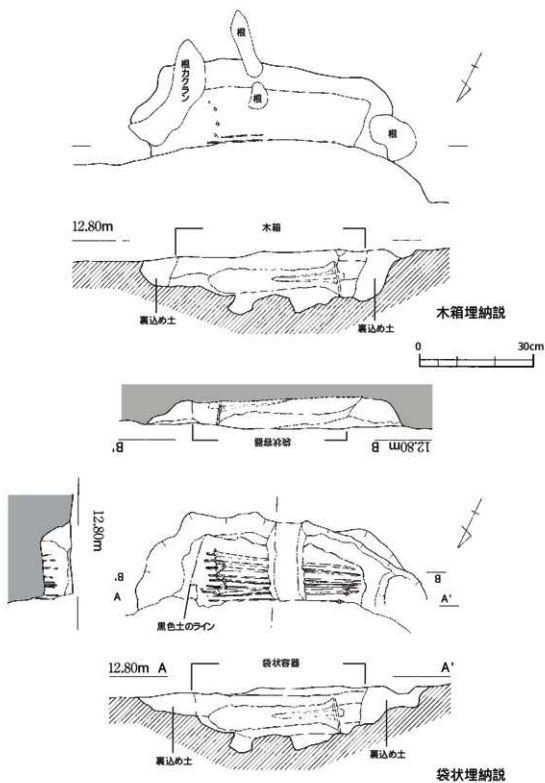 根
根カクラン
根
根
12.80m
木箱
裏込め土
裏込め土
木箱埋納説
0
30cm
B'
袋状容器
B
12.80m
12.80m
B'
A
B
A'
黒色土のライン
12.80m A
袋状容器
A'
裏込め土
裏込め土
袋状埋納説